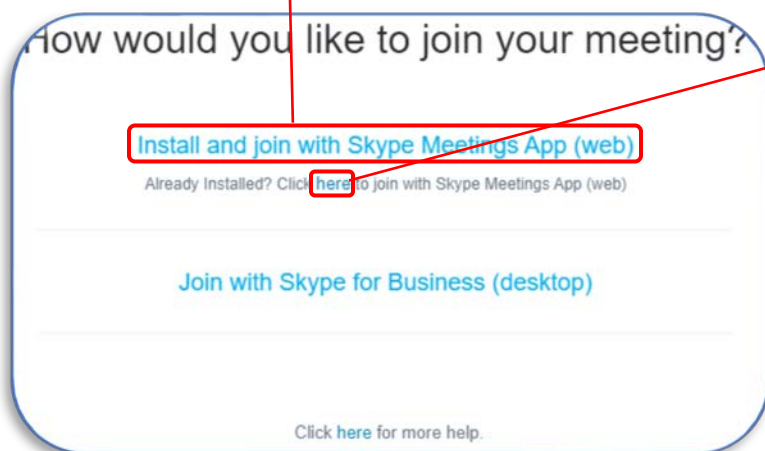 How would you like to join your meeting?
Install and join with Skype Meetings App (web)
Already Installed? Click here to join with Skype Meetings App (web)
Join with Skype for Business (desktop)
Click here for more help.